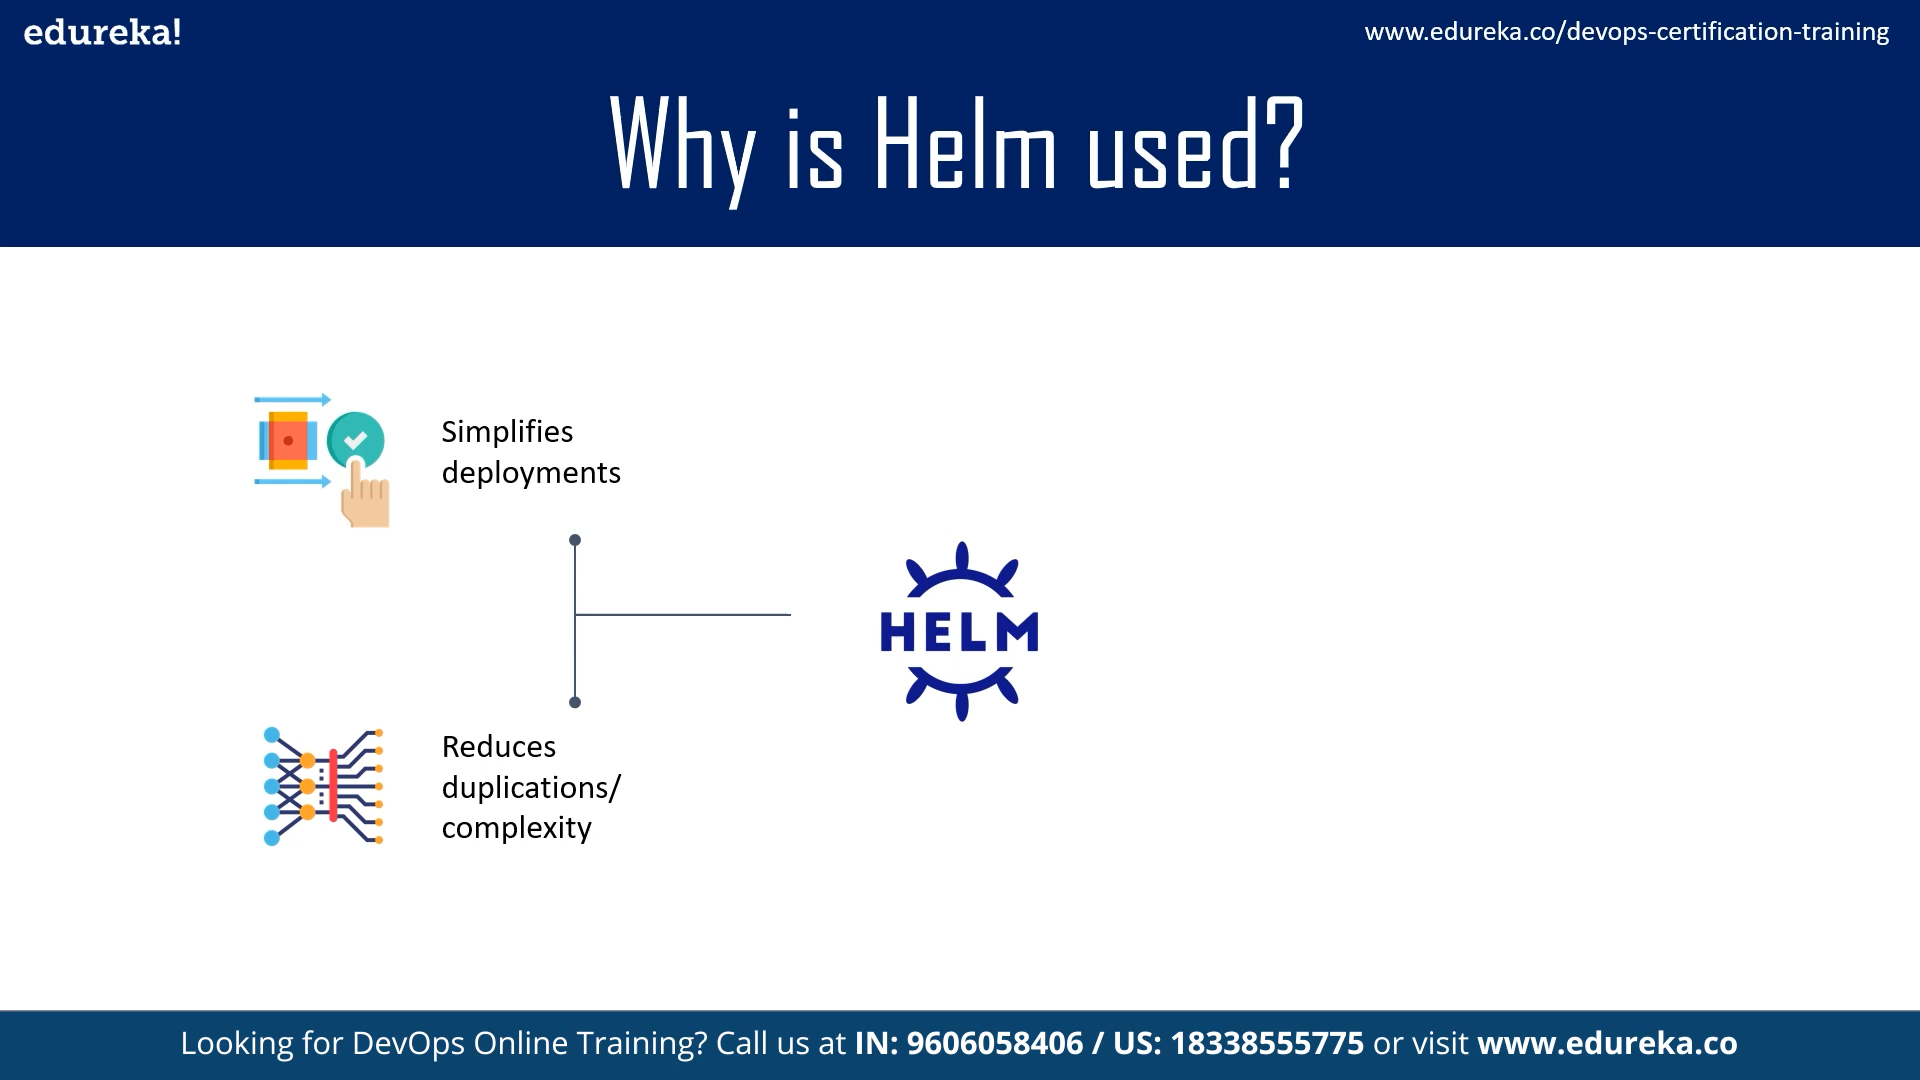 edureka!
www.edureka.co/devops-certification-training
Why is Helm used?
Simplifies
deployments
HELM
Reduces
duplications/
complexity
Looking for DevOps Online Training? Call us at IN: 9606058406 / US: 18338555775 or visit www.edureka.co